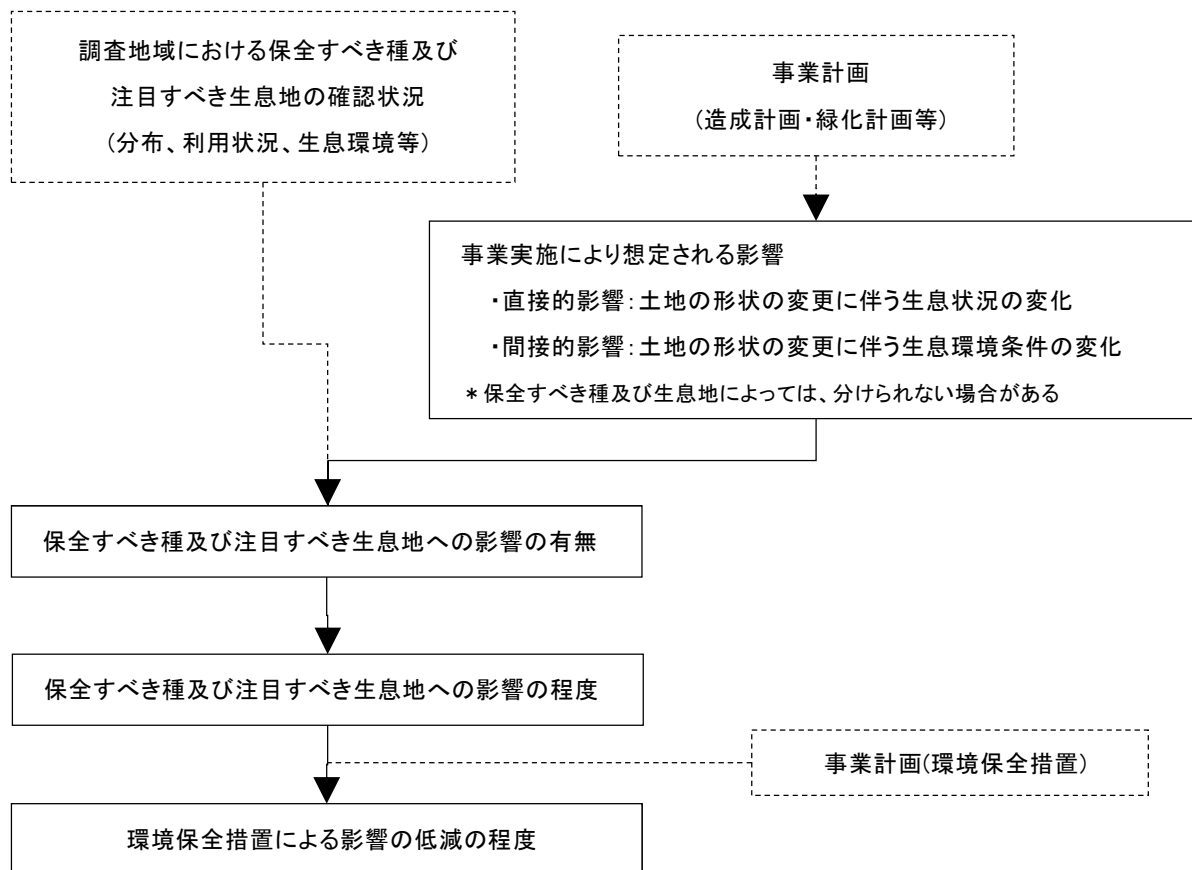 調査地域における保全すべき種及び
注目すべき生息地の確認状況
(分布、利用状況、生息環境等)
事業計画
(造成計画・緑化計画等)
事業実施により想定される影響
・直接的影響:土地の形状の変更に伴う生息状況の変化
・間接的影響:土地の形状の変更に伴う生息環境条件の変化
*保全すべき種及び生息地によっては、分けられない場合がある
保全すべき種及び注目すべき生息地への影響の有無
保全すべき種及び注目すべき生息地への影響の程度
事業計画(環境保全措置)
環境保全措置による影響の低減の程度